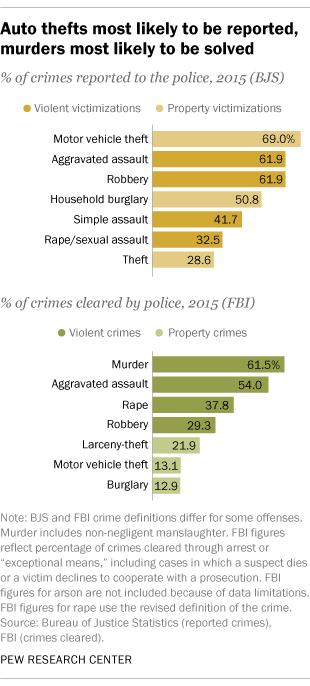 Auto thefts most likely to be reported,
murders most likely to be solved
% of crimes reported to the police, 2015 (BJS)
Violent victimizations Property victimizations
Motor vehicle theft 69.0%
Aggravated assault 61.9
Robbery 61.9
Household burglary 50.8
Simple assault 41.7
Rape/sexual assault 32.5
Theft 28.6
% of crimes cleared by police, 2015 (FBI)
Violent crimes Property crimes
Murder 61.5%
Aggravated assault 54.0
Rape 37.8
Robbery 29.3
Larceny-theft 21.9
Motor vehicle theft 13.1
Burglary 12.9
Note: BJS and FBI crime definitions differ for some offenses.
Murder includes non-negligent manslaughter. FBI figures
reflect percentage of crimes cleared through arrest or
“exceptional means,” including cases in which a suspect dies
or a victim declines to cooperate with a prosecution. FBI
figures for arson are not included because of data limitations.
FBI figures for rape use the revised definition of the crime.
Source: Bureau of Justice Statistics (reported crimes),
FBI (crimes cleared).
PEW RESEARCH CENTER